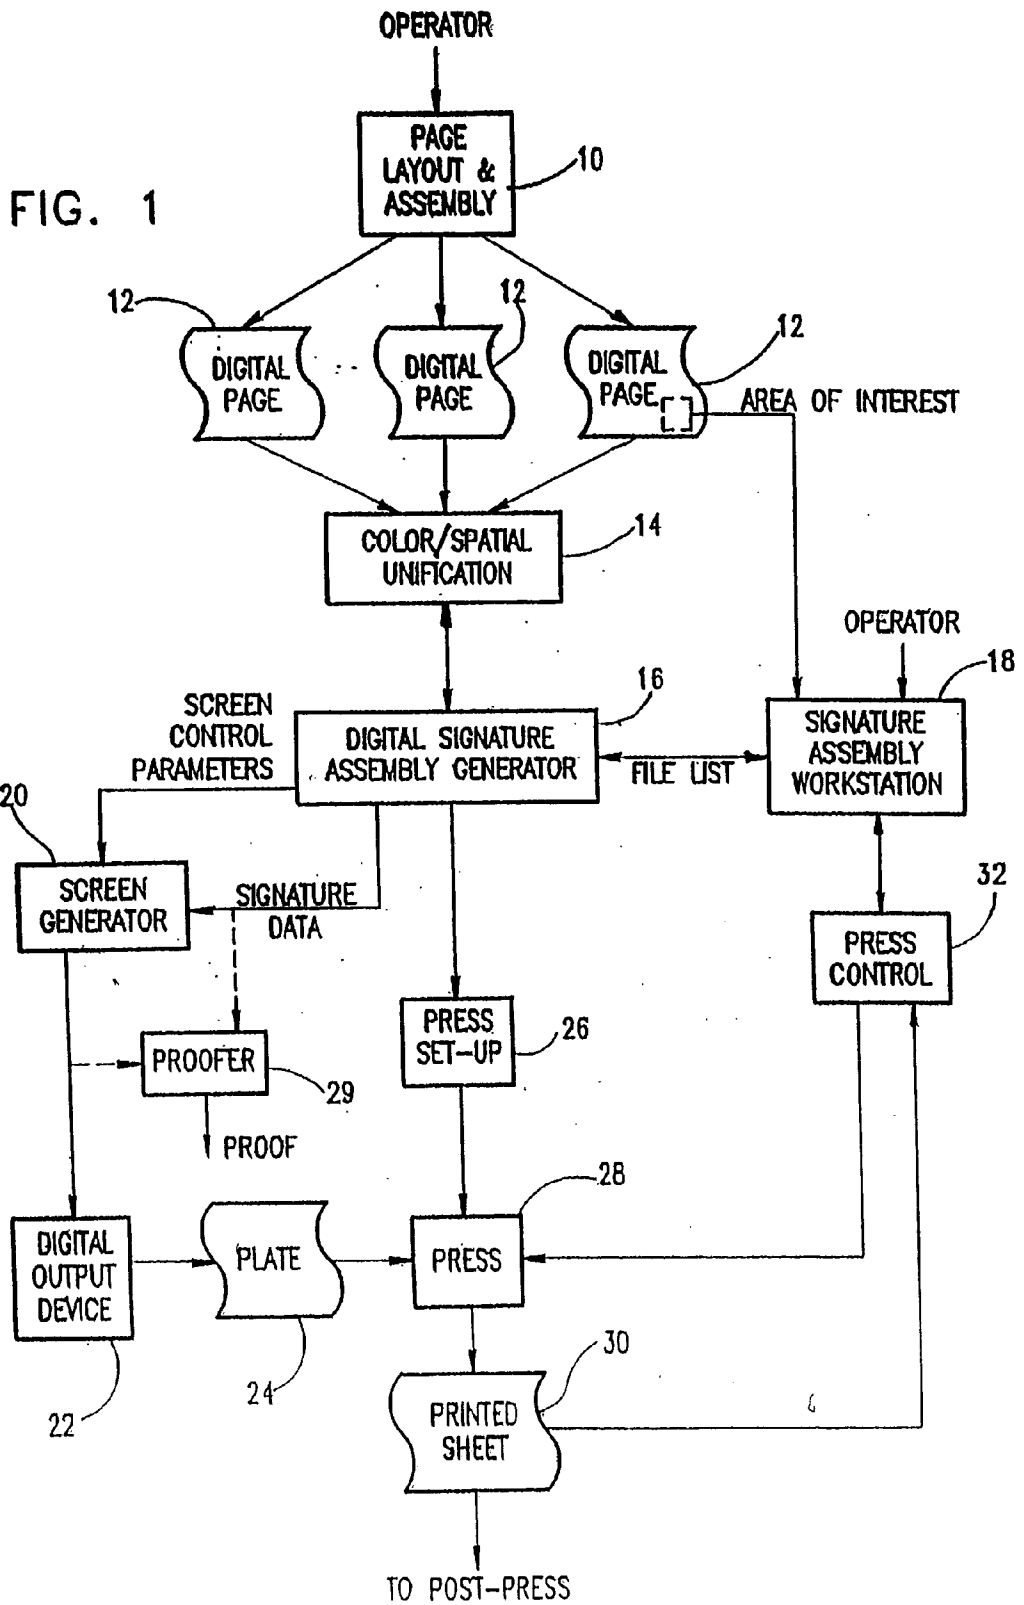 OPERATOR
PAGE
LAYOUT &
ASSEMBLY
10
FIG. 1
12
12
12
DIGITAL
PAGE
DIGITAL
PAGE
DIGITAL
PAGE
AREA OF INTEREST
COLOR/SPATIAL
UNIFICATION
14
OPERATOR
18
16
SCREEN
CONTROL
PARAMETERS
DIGITAL SIGNATURE
ASSEMBLY GENERATOR
FILE LIST
SIGNATURE
ASSEMBLY
WORKSTATION
20
SCREEN
GENERATOR
SIGNATURE
DATA
32
PRESS
CONTROL
PRESS
SET-UP
26
PROOFER
29
PROOF
28
DIGITAL
OUTPUT
DEVICE
PLATE
PRESS
22
24
30
PRINTED
SHEET
TO POST-PRESS